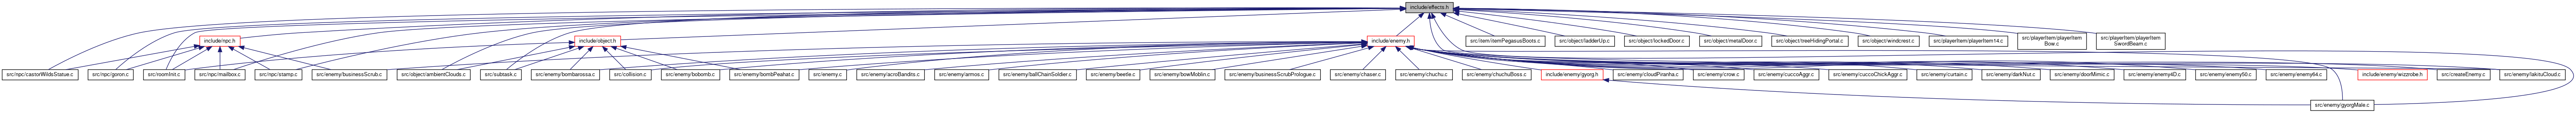 include/effects.h
include/npc.h
include/object.h
include/enemy.h
src/item/itemPegasusBoots.c
src/object/ladderUp.c
src/object/lockedDoor.c
src/object/metalDoor.c
src/object/treeHidingPortal.c
src/object/windcrest.c
src/playerItem/playerItem14.c
src/playerItem/playerItem
Bow.c
src/playerItem/playerItem
SwordBeam.c
src/npc/castorWildsStatue.c
src/npc/goron.c
src/roomInit.c
src/npc/mailbox.c
src/npc/stamp.c
src/enemy/businessScrub.c
src/object/ambientClouds.c
src/subtask.c
src/enemy/bombarossa.c
src/collision.c
src/enemy/bobomb.c
src/enemy/bombPeahat.c
src/enemy.c
src/enemy/acroBandits.c
src/enemy/armos.c
src/enemy/ballChainSoldier.c
src/enemy/beetle.c
src/enemy/bowMoblin.c
src/enemy/businessScrubPrologue.c
src/enemy/chaser.c
src/enemy/chuchu.c
src/enemy/chuchuBoss.c
include/enemy/gyorg.h
src/enemy/cloudPiranha.c
src/enemy/crow.c
src/enemy/cuccoAggr.c
src/enemy/cuccoChickAggr.c
src/enemy/curtain.c
src/enemy/darkNut.c
src/enemy/doorMimic.c
src/enemy/enemy4D.c
src/enemy/enemy50.c
src/enemy/enemy64.c
include/enemy/wizzrobe.h
src/createEnemy.c
src/enemy/lakituCloud.c
src/enemy/gyorgMale.c